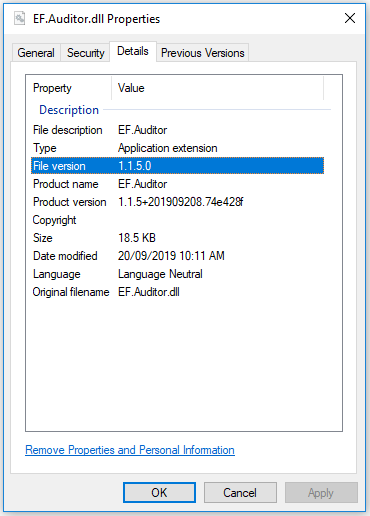 EF.Auditor.dll Properties
General Security Details Previous Versions
Property Value
Description
File description EF.Auditor
Type Application extension
File version 1.1.5.0
Product name EF.Auditor
Product version 1.1.5+201909208.74e428f
Copyright
Size 18.5 KB
Date modified 20/09/2019 10:11 AM
Language Language Neutral
Original filename EF.Auditor.dll
Remove Properties and Personal Information
OK Cancel Apply